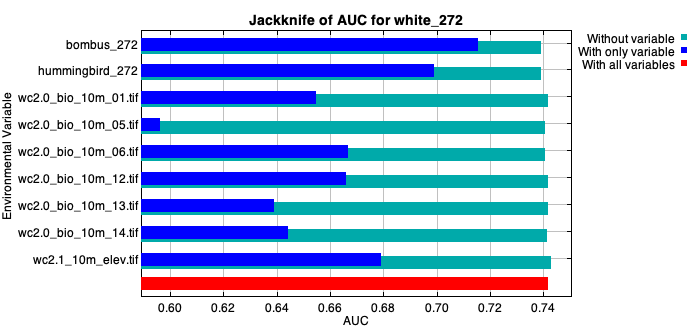 Jackknife of AUC for white_272
Without variable
With only variable
With all variables
Environmental Variable
bombus_272
hummingbird_272
wc2.0_bio_10m_01.tif
wc2.0_bio_10m_05.tif
wc2.0_bio_10m_06.tif
wc2.0_bio_10m_12.tif
wc2.0_bio_10m_13.tif
wc2.0_bio_10m_14.tif
wc2.1_10m_elev.tif
0.60 0.62 0.64 0.66 0.68 0.70 0.72 0.74
AUC